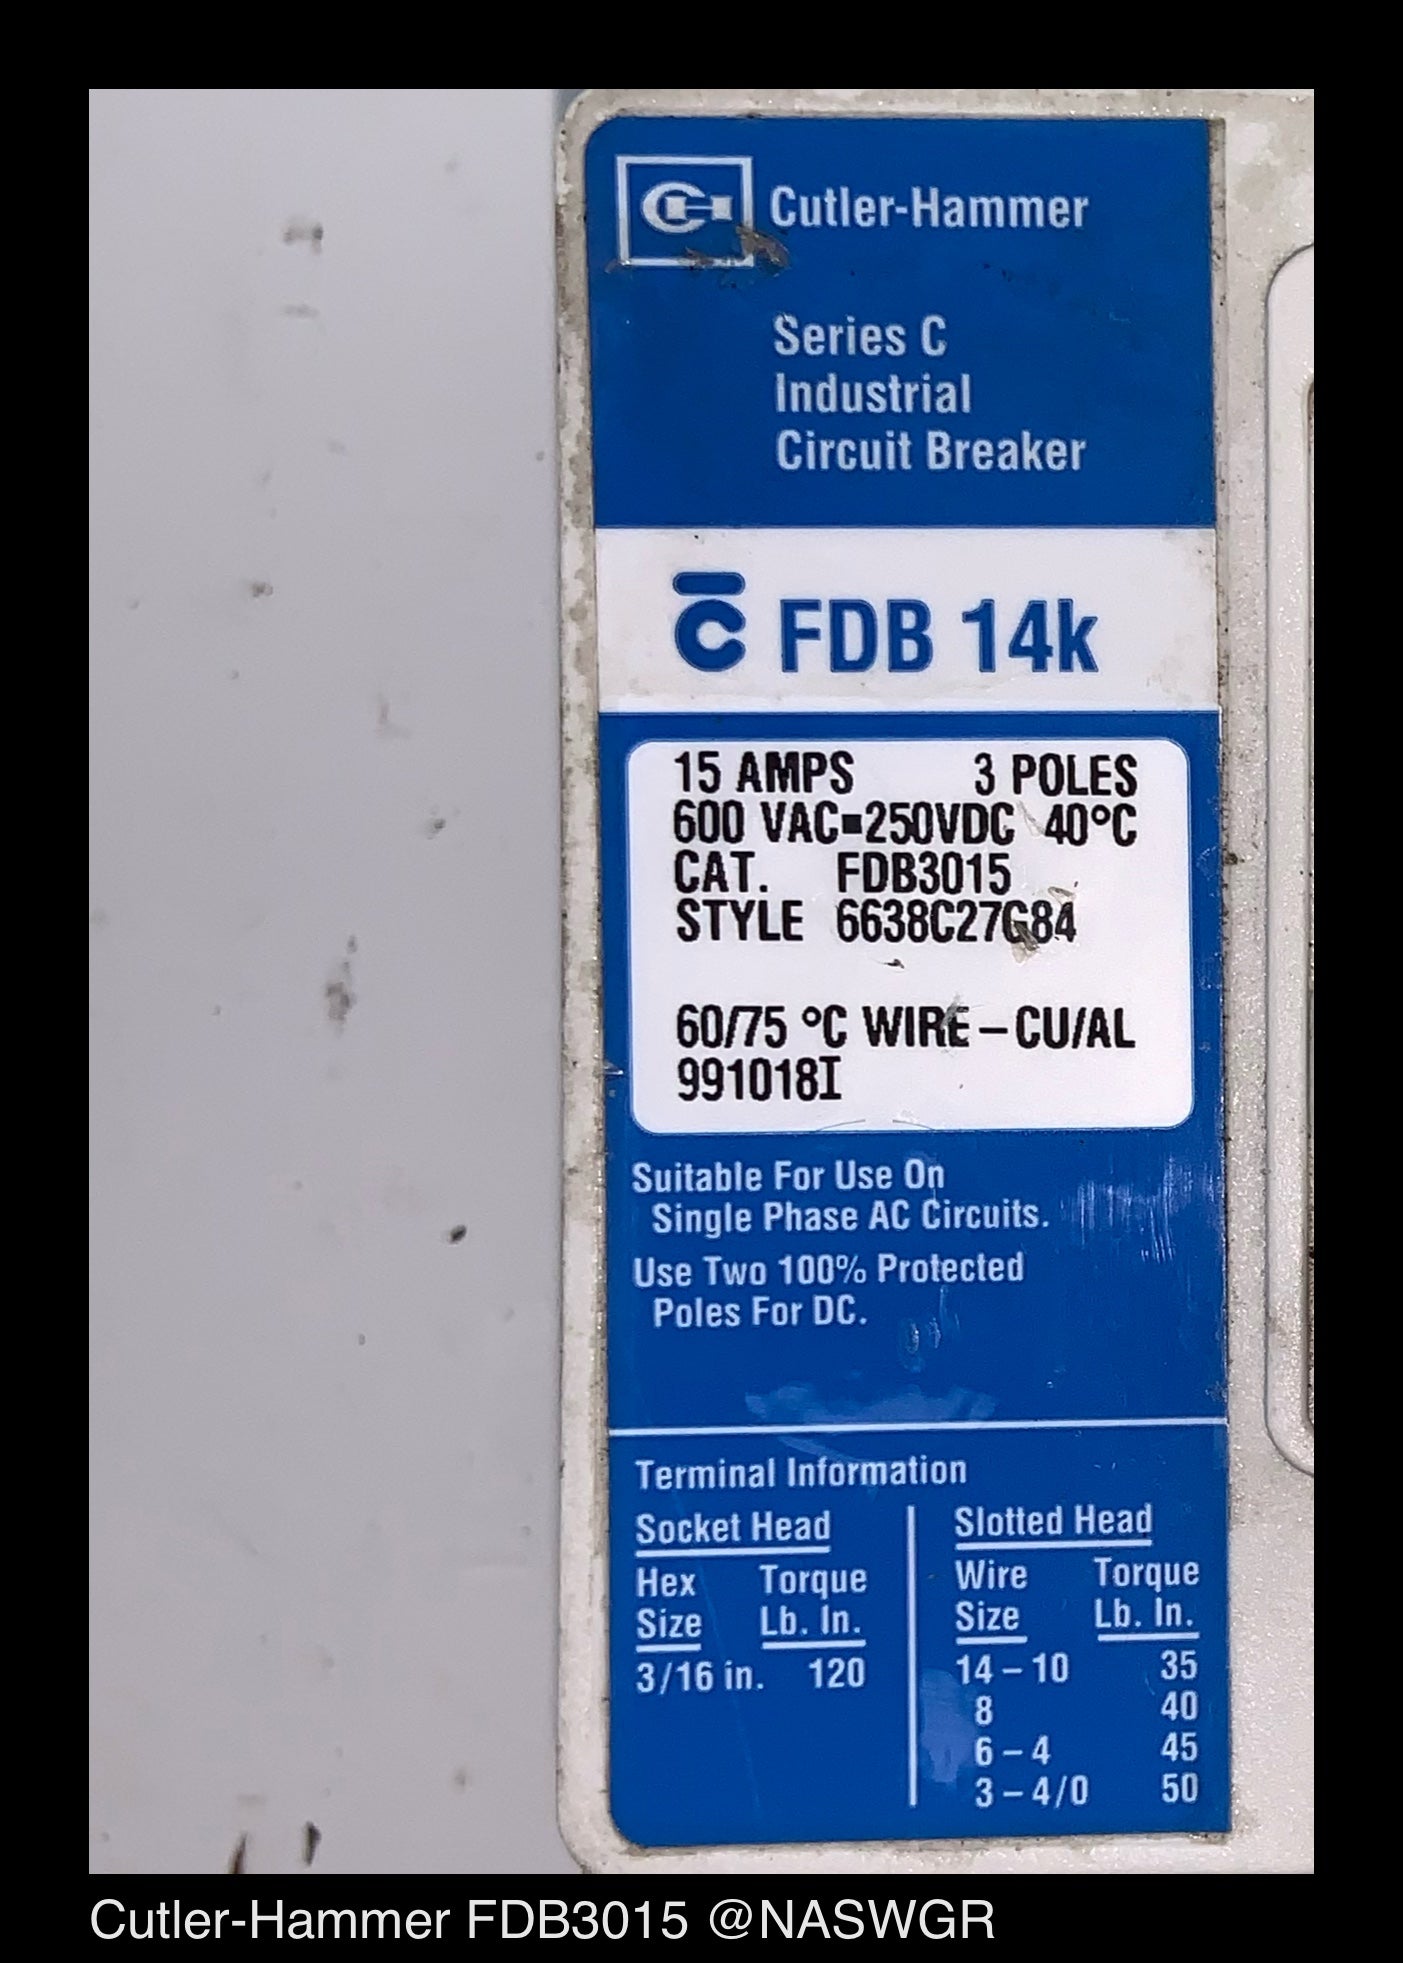 Cutler-Hammer
Series C
Industrial
Circuit Breaker
FDB 14k
15 AMPS 3 POLES
600 VAC▪250VDC 40°C
CAT. FDB3015
STYLE 6638C27G84
60/75 °C WIRE – CU/AL
991018I
Suitable For Use On
Single Phase AC Circuits.
Use Two 100% Protected
Poles For DC.
Terminal Information
Socket Head Slotted Head
Hex Torque Wire Torque
Size Lb. In. Size Lb. In.
3/16 in. 120 14 – 10 35
8 40
6 – 4 45
3 – 4/0 50
Cutler-Hammer FDB3015 @NASWGR